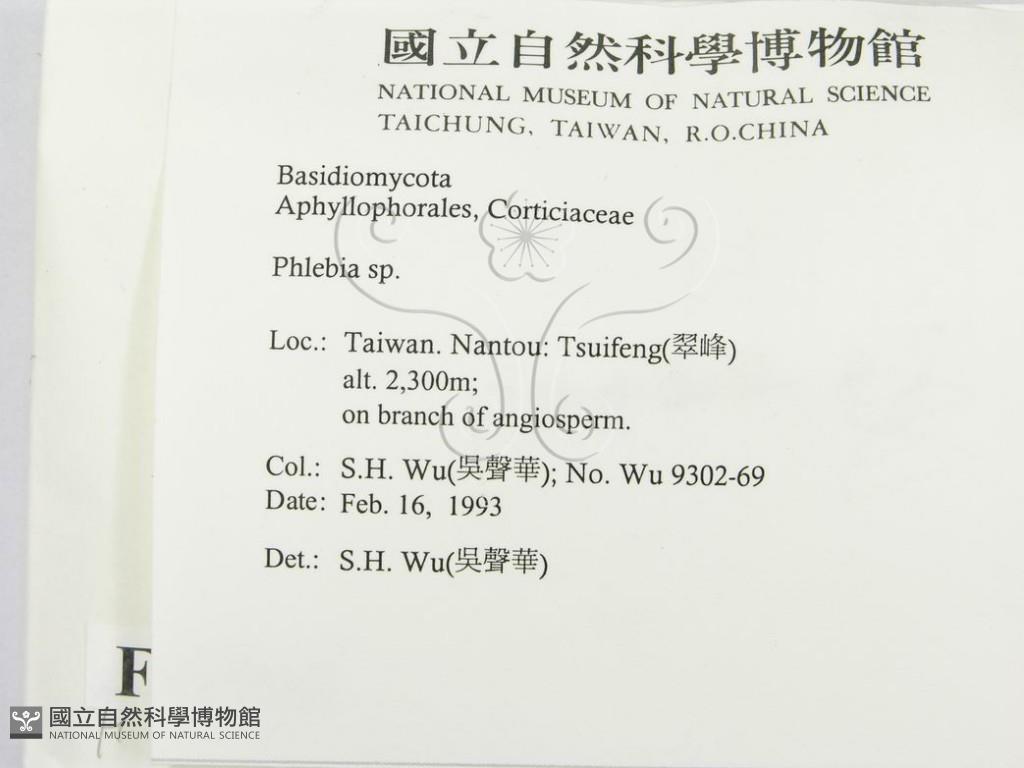 國立自然科學博物館
NATIONAL MUSEUM OF NATURAL SCIENCE
TAICHUNG, TAIWAN, R.O.CHINA
Basidiomycota
Aphyllophorales, Corticiaceae
Phlebia sp.
Loc.: Taiwan. Nantou: Tsuifeng(翠峰)
alt. 2,300m;
on branch of angiosperm.
Col.: S.H. Wu(吳聲華); No. Wu 9302-69
Date: Feb. 16, 1993
Det.: S.H. Wu(吳聲華)
F
國立自然科學博物館
NATIONAL MUSEUM OF NATURAL SCIENCE